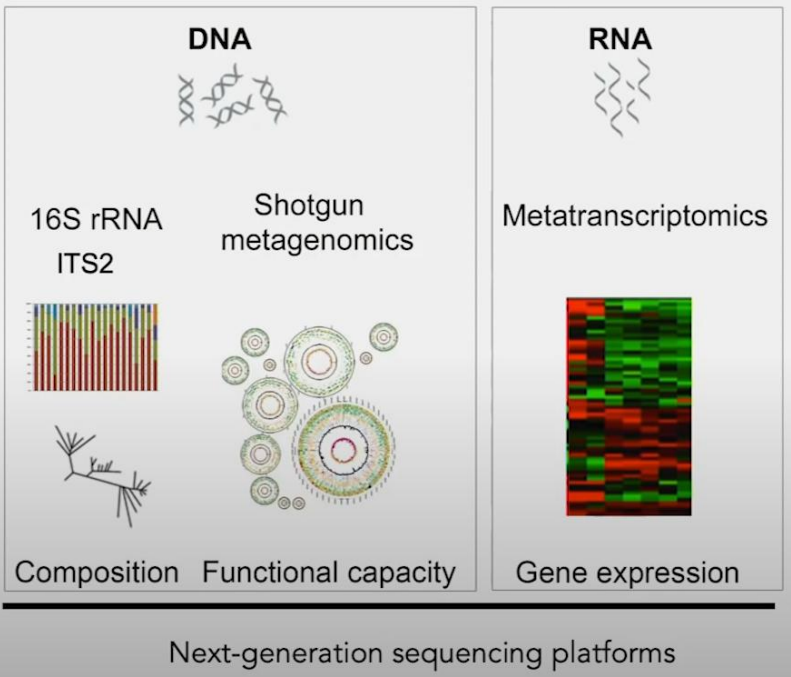 DNA
RNA
16S rRNA
ITS2
Shotgun
metagenomics
Metatranscriptomics
Composition
Functional capacity
Gene expression
Next-generation sequencing platforms